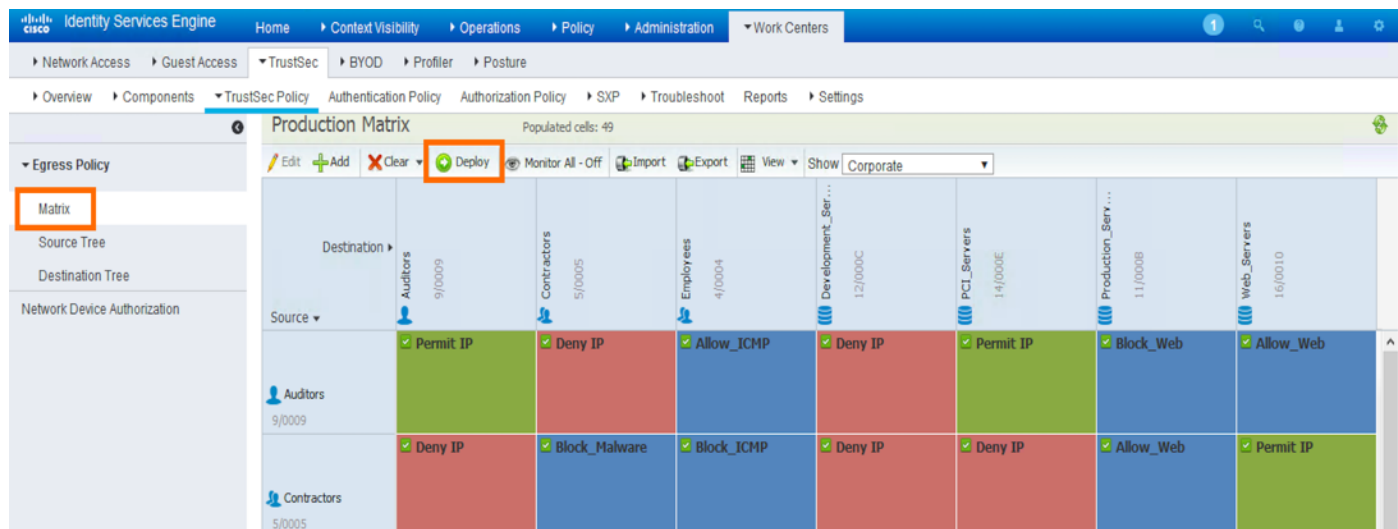 cisco Identity Services Engine Home Context Visibility Operations Policy Administration Work Centers 1
Network Access Guest Access TrustSec BYOD Profiler Posture
Overview Components TrustSec Policy Authentication Policy Authorization Policy SXP Troubleshoot Reports Settings
Production Matrix Populated cells: 49
Egress Policy
Matrix
Source Tree
Destination Tree
Network Device Authorization
Edit Add Clear Deploy Monitor All - Off Import Export View Show Corporate
Destination
Source
Auditors 9/0009
Contractors 5/0005
Employees 4/0004
Development_Ser... 12/000C
PCI_Servers 14/000E
Production_Serv... 11/000B
Web_Servers 16/0010
Auditors
9/0009
Permit IP Deny IP Allow_ICMP Deny IP Permit IP Block_Web Allow_Web
Contractors
5/0005
Deny IP Block_Malware Block_ICMP Deny IP Deny IP Allow_Web Permit IP